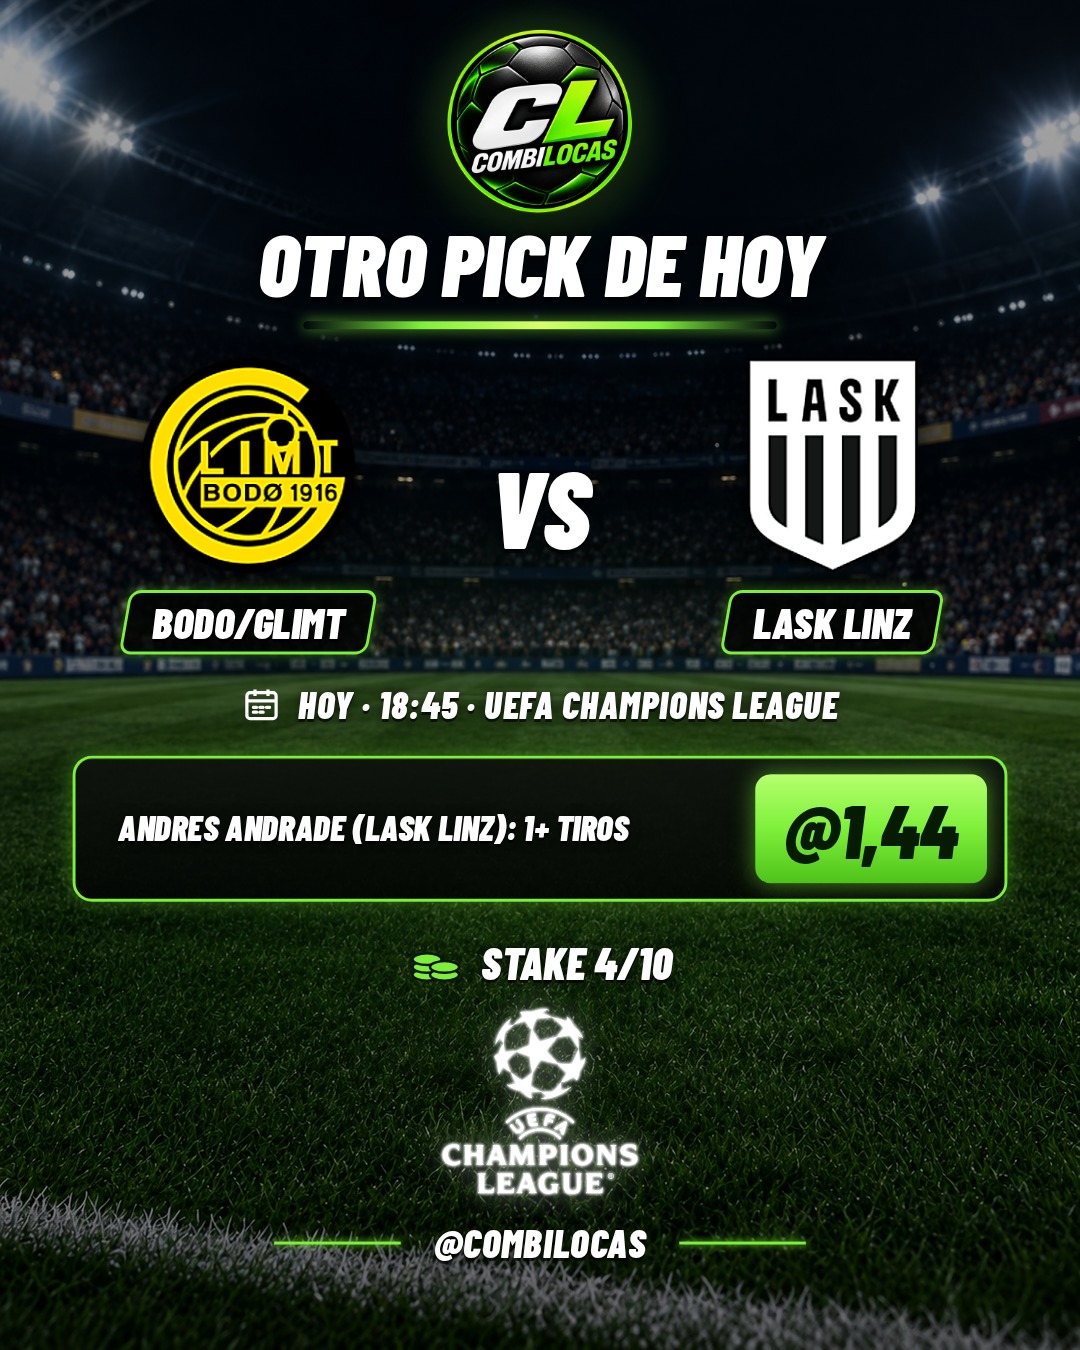 CL
COMBILOCAS
OTRO PICK DE HOY
LIMT
BODØ 1916
LASK
VS
BODO/GLIMT
LASK LINZ
HOY · 18:45 · UEFA CHAMPIONS LEAGUE
ANDRES ANDRADE (LASK LINZ): 1+ TIROS
@1,44
STAKE 4/10
UEFA
CHAMPIONS
LEAGUE®
@COMBILOCAS